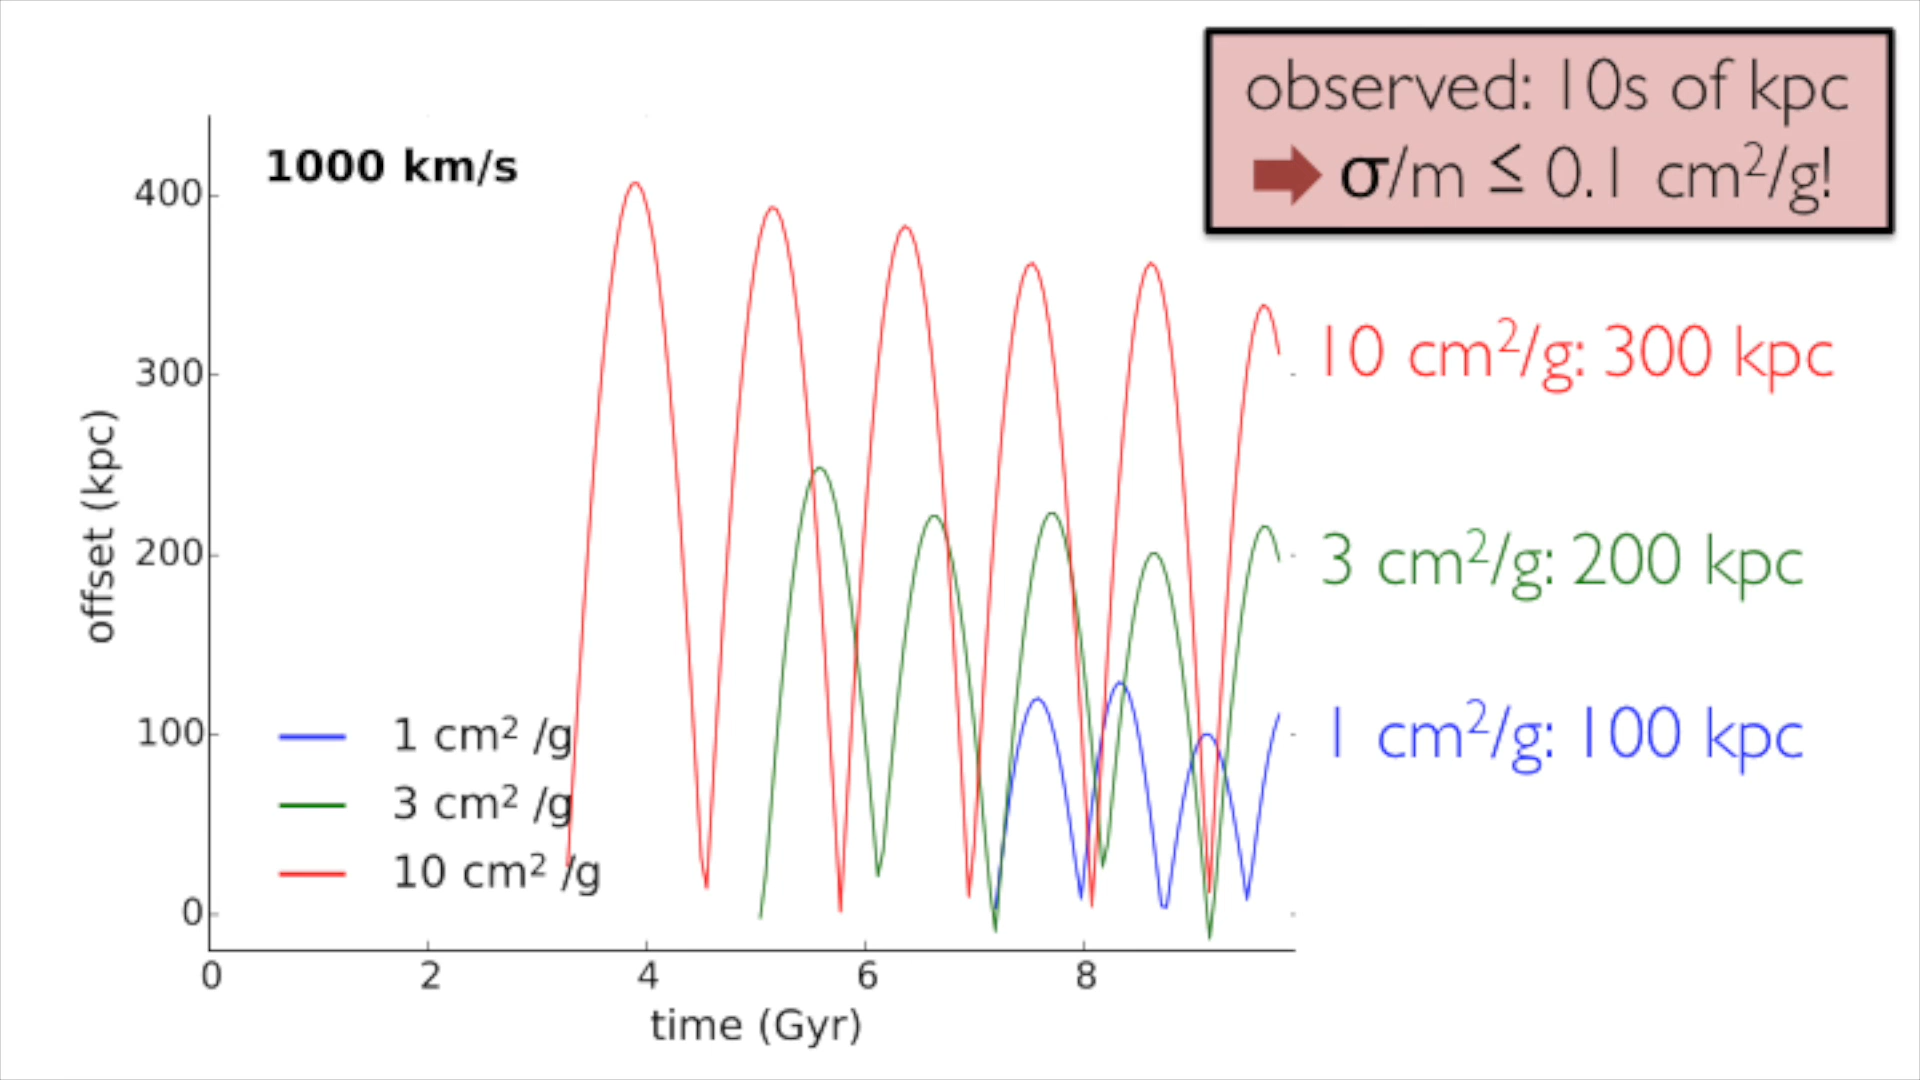 observed: 10s of kpc
σ/m ≤ 0.1 cm²/g!
1000 km/s
400
300
200
100
0
offset (kpc)
1 cm² /g
3 cm² /g
10 cm² /g
10 cm²/g: 300 kpc
3 cm²/g: 200 kpc
1 cm²/g: 100 kpc
0 2 4 6 8
time (Gyr)